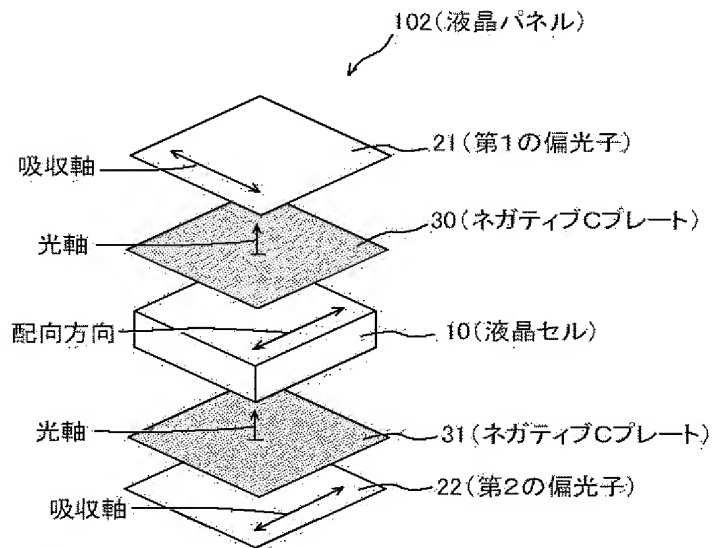 102(液晶パネル)
21(第1の偏光子)
吸収軸
30(ネガティブCプレート)
光軸
配向方向
10(液晶セル)
光軸
31(ネガティブCプレート)
22(第2の偏光子)
吸収軸